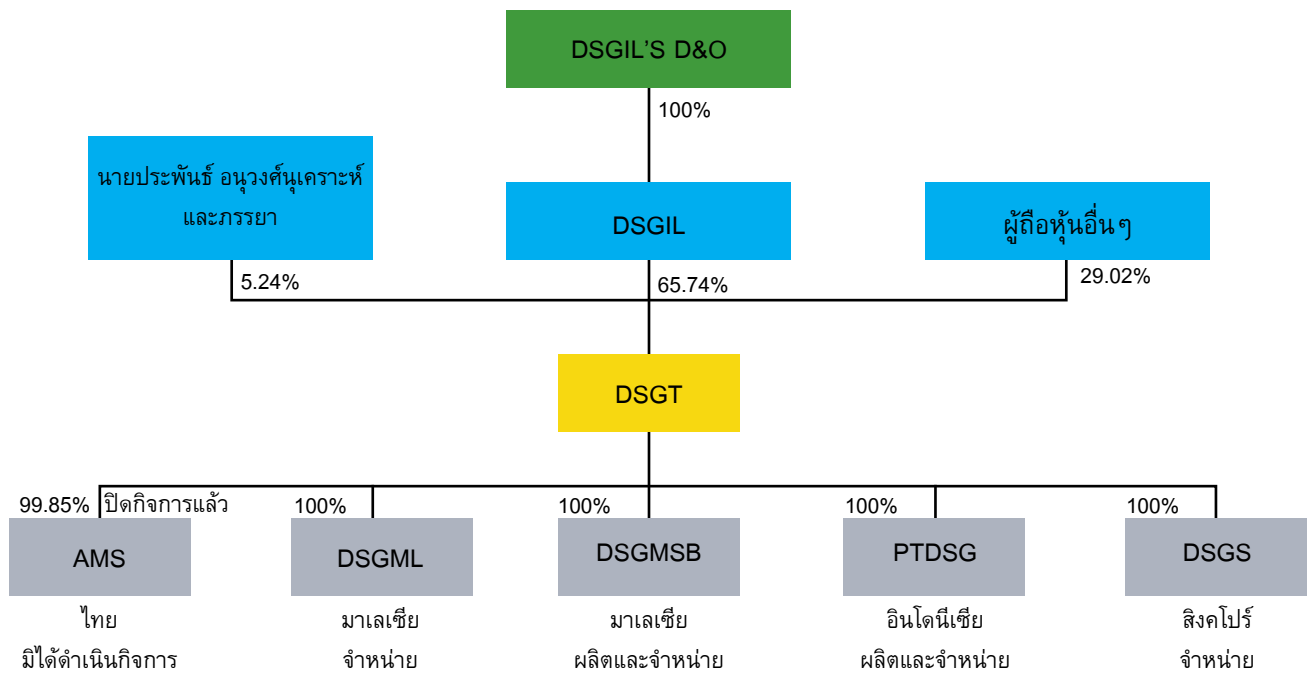 DSGIL'S D&O
100%
นายประพันธ์ อนุวงศ์นุเคราะห์
และภรรยา
DSGIL
ผู้ถือหุ้นอื่นๆ
5.24%
65.74%
29.02%
DSGT
99.85% ปิดกิจการแล้ว
100%
100%
100%
100%
AMS
DSGML
DSGMSB
PTDSG
DSGS
ไทย
มาเลเซีย
มาเลเซีย
อินโดนีเซีย
สิงคโปร์
มิได้ดำเนินกิจการ
จำหน่าย
ผลิตและจำหน่าย
ผลิตและจำหน่าย
จำหน่าย